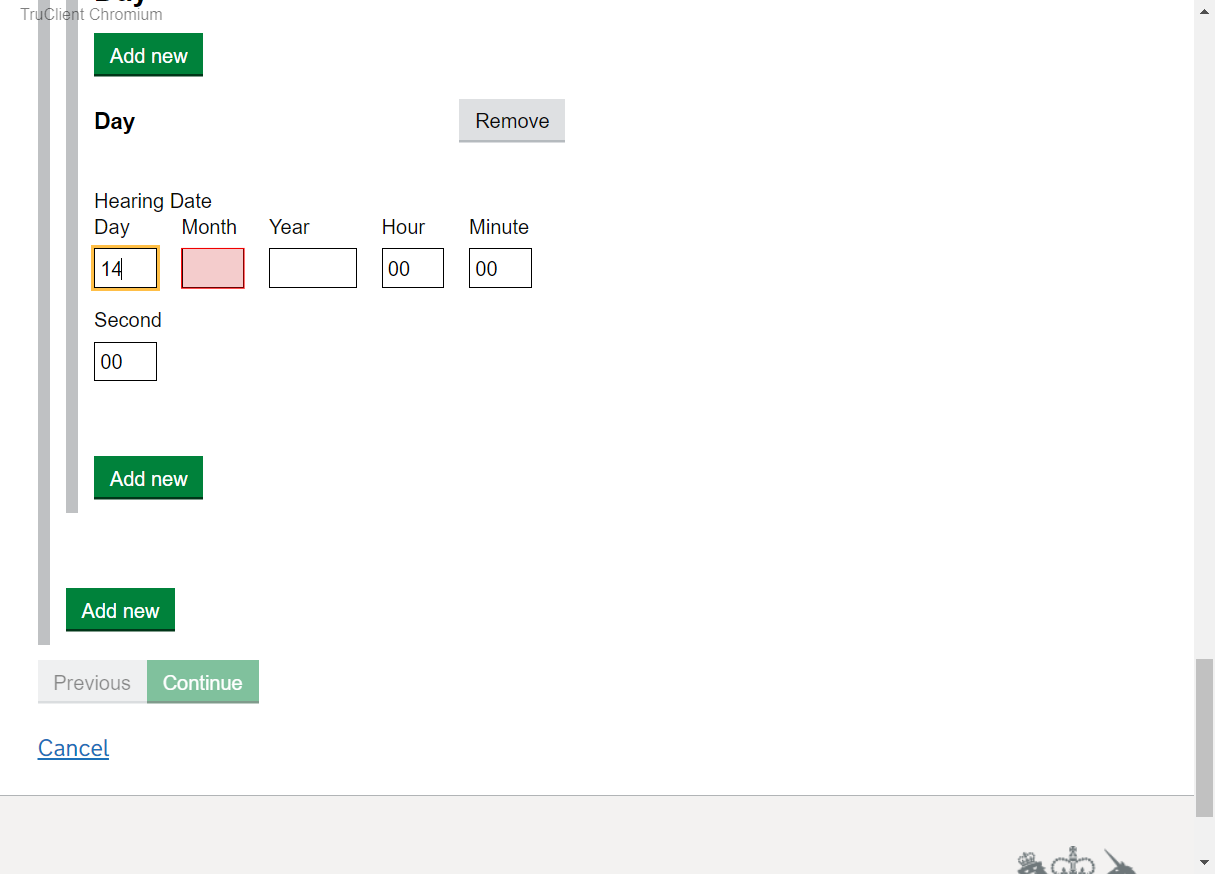 Day
TruClient Chromium
Add new
Day
Remove
Hearing Date
Day Month Year Hour Minute
14 00 00
Second
00
Add new
Add new
Previous Continue
Cancel